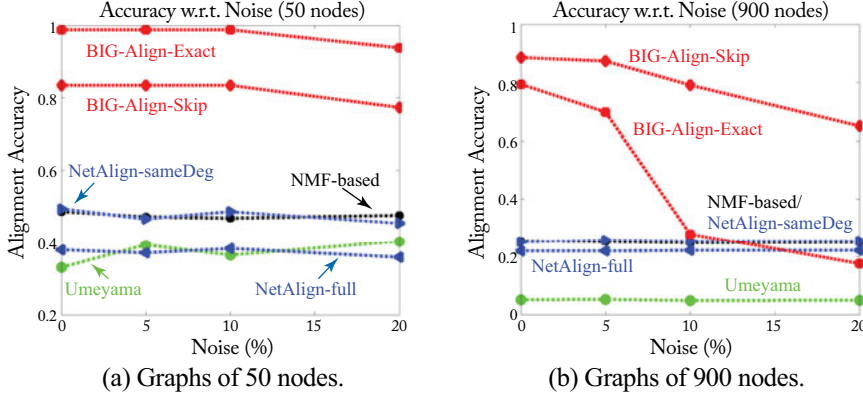 Accuracy w.r.t. Noise (50 nodes)
Alignment Accuracy
1
0.8
0.6
0.4
0.2
BIG-Align-Exact
BIG-Align-Skip
NetAlign-sameDeg
NMF-based
Umeyama
NetAlign-full
0 5 10 15 20
Noise (%)
(a) Graphs of 50 nodes.
Accuracy w.r.t. Noise (900 nodes)
Alignment Accuracy
1
0.8
0.6
0.4
0.2
0
BIG-Align-Skip
BIG-Align-Exact
NMF-based/
NetAlign-sameDeg
NetAlign-full
Umeyama
0 5 10 15 20
Noise (%)
(b) Graphs of 900 nodes.